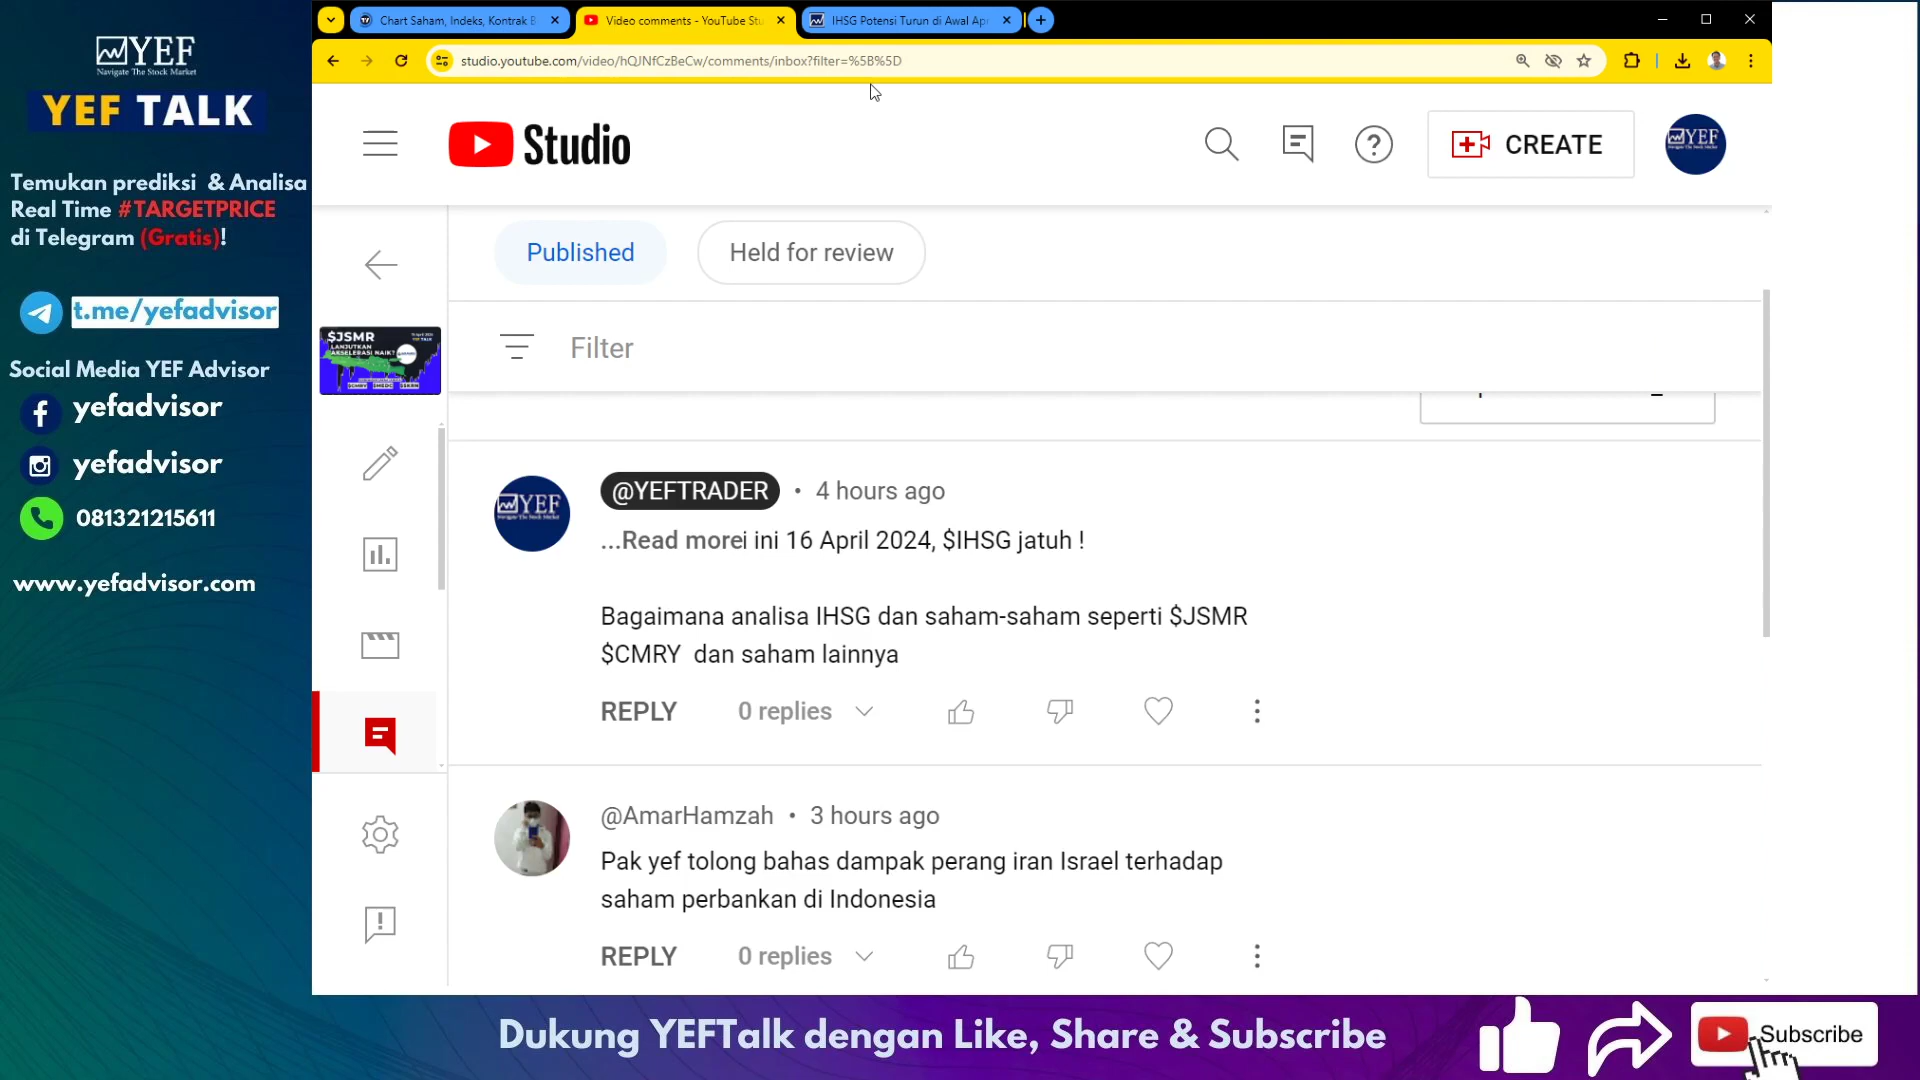 YEF
Navigate The Stock Market
YEF TALK
Temukan prediksi & Analisa
Real Time #TARGETPRICE
di Telegram (Gratis)!
t.me/yefadvisor
Social Media YEF Advisor
yefadvisor
yefadvisor
081321215611
www.yefadvisor.com
Chart Saham, Indeks, Kontrak B
Video comments - YouTube Stu
IHSG Potensi Turun di Awal Apr
studio.youtube.com/video/hQJNfCzBeCw/comments/inbox?filter=%5B%5D
Studio
CREATE
YEF
Published
Held for review
Filter
$JSMR
LANJUTKAN
AKSELERASI NAIK?
YEF
@YEFTRADER • 4 hours ago
...Read morei ini 16 April 2024, $IHSG jatuh !
Bagaimana analisa IHSG dan saham-saham seperti $JSMR
$CMRY dan saham lainnya
REPLY 0 replies
@AmarHamzah • 3 hours ago
Pak yef tolong bahas dampak perang iran Israel terhadap
saham perbankan di Indonesia
REPLY 0 replies
Dukung YEFTalk dengan Like, Share & Subscribe
Subscribe